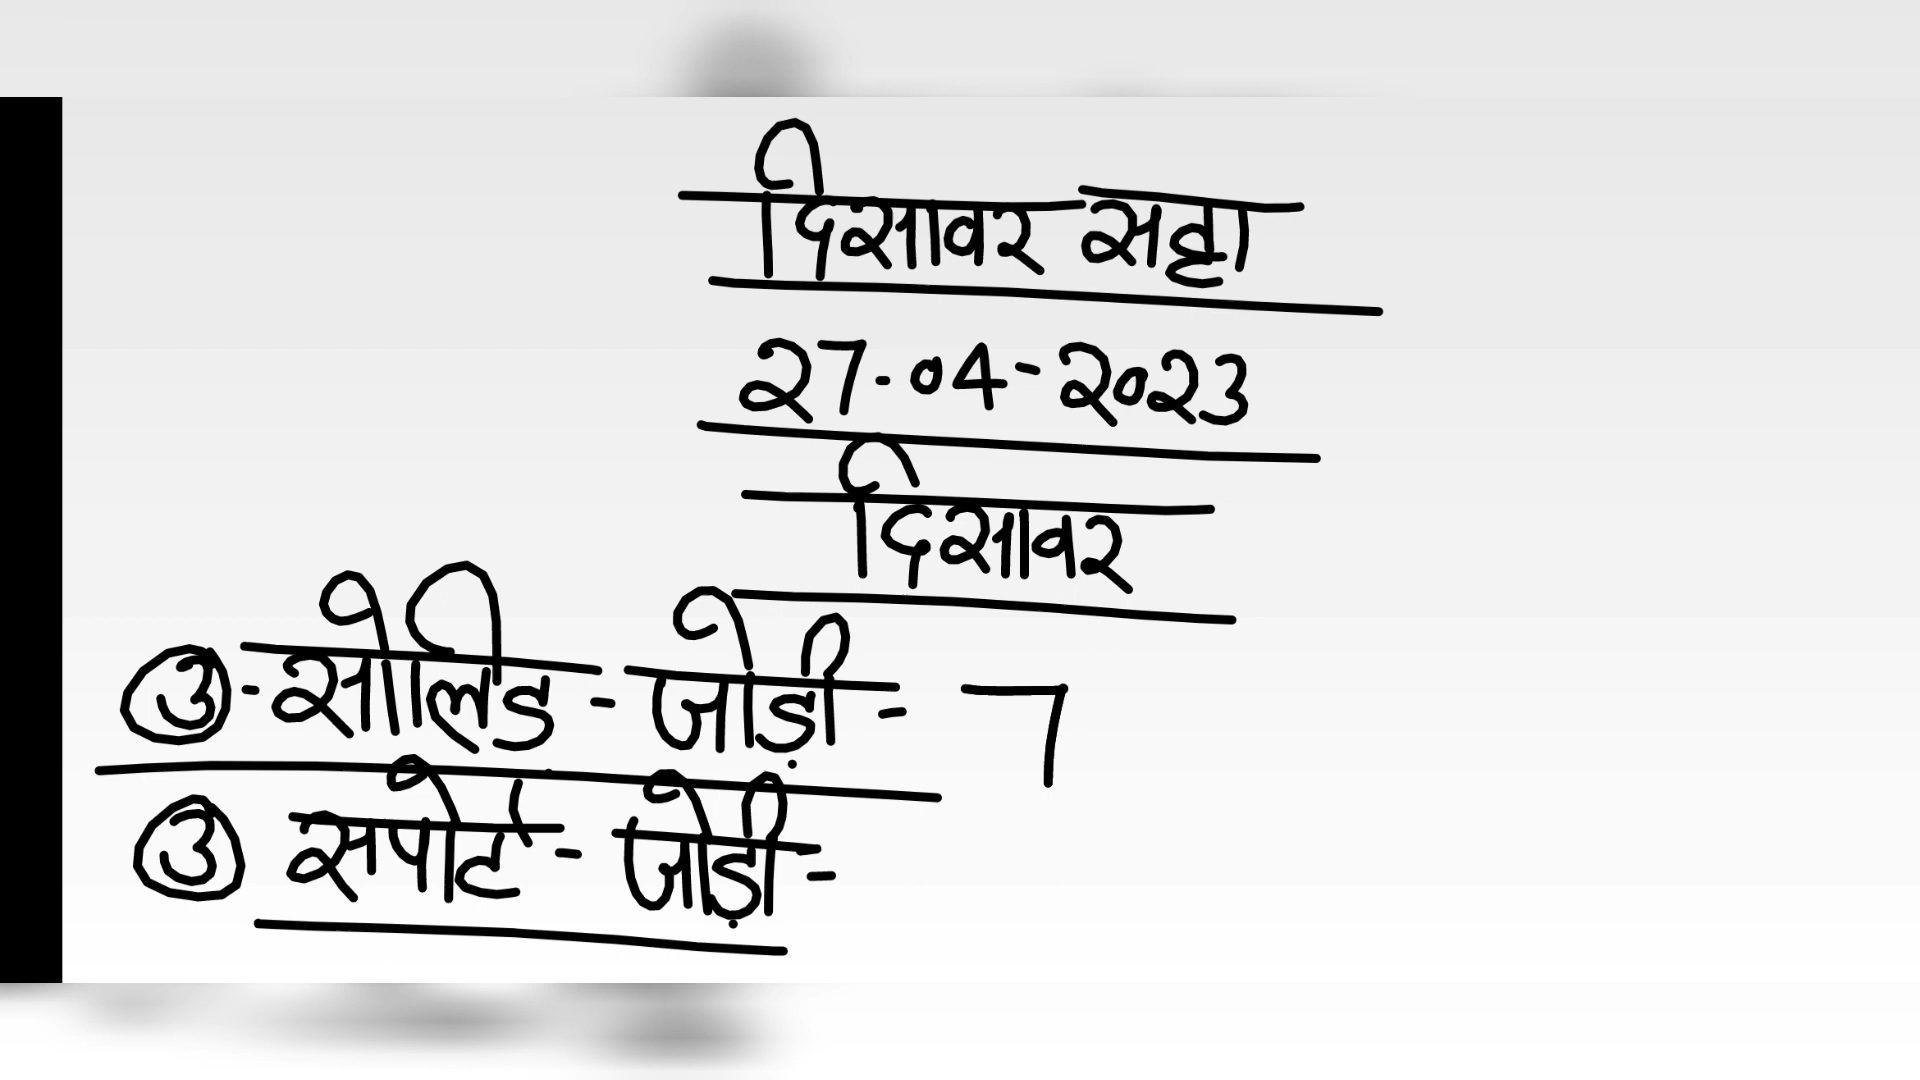 दिसावर सट्टा
27-04-2023
दिसावर
③-सोलिड-जोड़ी- 7
③ सपोर्ट-जोड़ी-